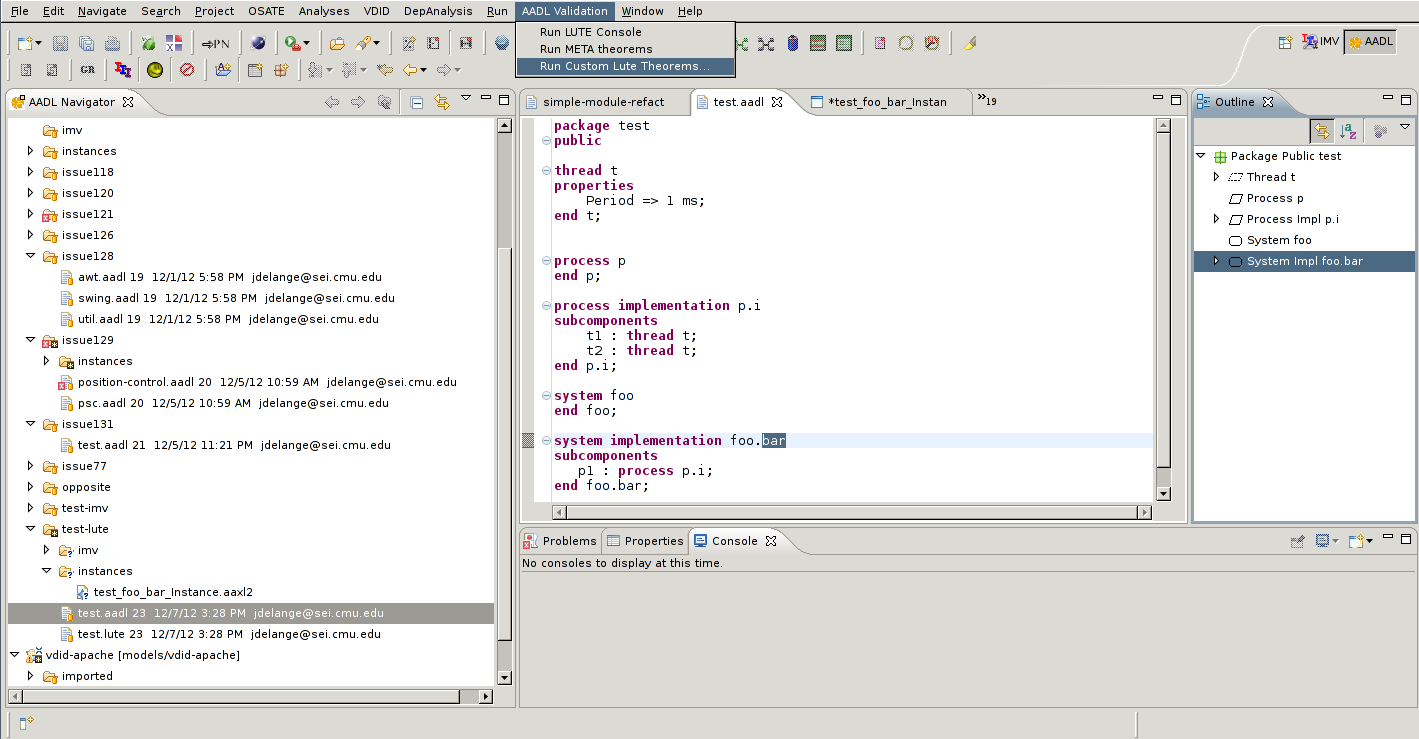 File Edit Navigate Search Project OSATE Analyses VDID DepAnalysis Run AADL Validation Window Help
Run LUTE Console
Run META theorems
Run Custom Lute Theorems...
⇒PN
IMV
AADL
GR
AADL Navigator
imv
instances
issue118
issue120
issue121
issue126
issue128
awt.aadl 19 12/1/12 5:58 PM jdelange@sei.cmu.edu
swing.aadl 19 12/1/12 5:58 PM jdelange@sei.cmu.edu
util.aadl 19 12/1/12 5:58 PM jdelange@sei.cmu.edu
issue129
instances
position-control.aadl 20 12/5/12 10:59 AM jdelange@sei.cmu.edu
psc.aadl 20 12/5/12 10:59 AM jdelange@sei.cmu.edu
issue131
test.aadl 21 12/5/12 11:21 PM jdelange@sei.cmu.edu
issue77
opposite
test-imv
test-lute
imv
instances
test_foo_bar_Instance.aaxl2
test.aadl 23 12/7/12 3:28 PM jdelange@sei.cmu.edu
test.lute 23 12/7/12 3:28 PM jdelange@sei.cmu.edu
vdid-apache [models/vdid-apache]
imported
simple-module-refact
test.aadl
*test_foo_bar_Instan
»19
package test
public
thread t
properties
Period => 1 ms;
end t;
process p
end p;
process implementation p.i
subcomponents
t1 : thread t;
t2 : thread t;
end p.i;
system foo
end foo;
system implementation foo.bar
subcomponents
p1 : process p.i;
end foo.bar;
Outline
Package Public test
Thread t
Process p
Process Impl p.i
System foo
System Impl foo.bar
Problems
Properties
Console
No consoles to display at this time.